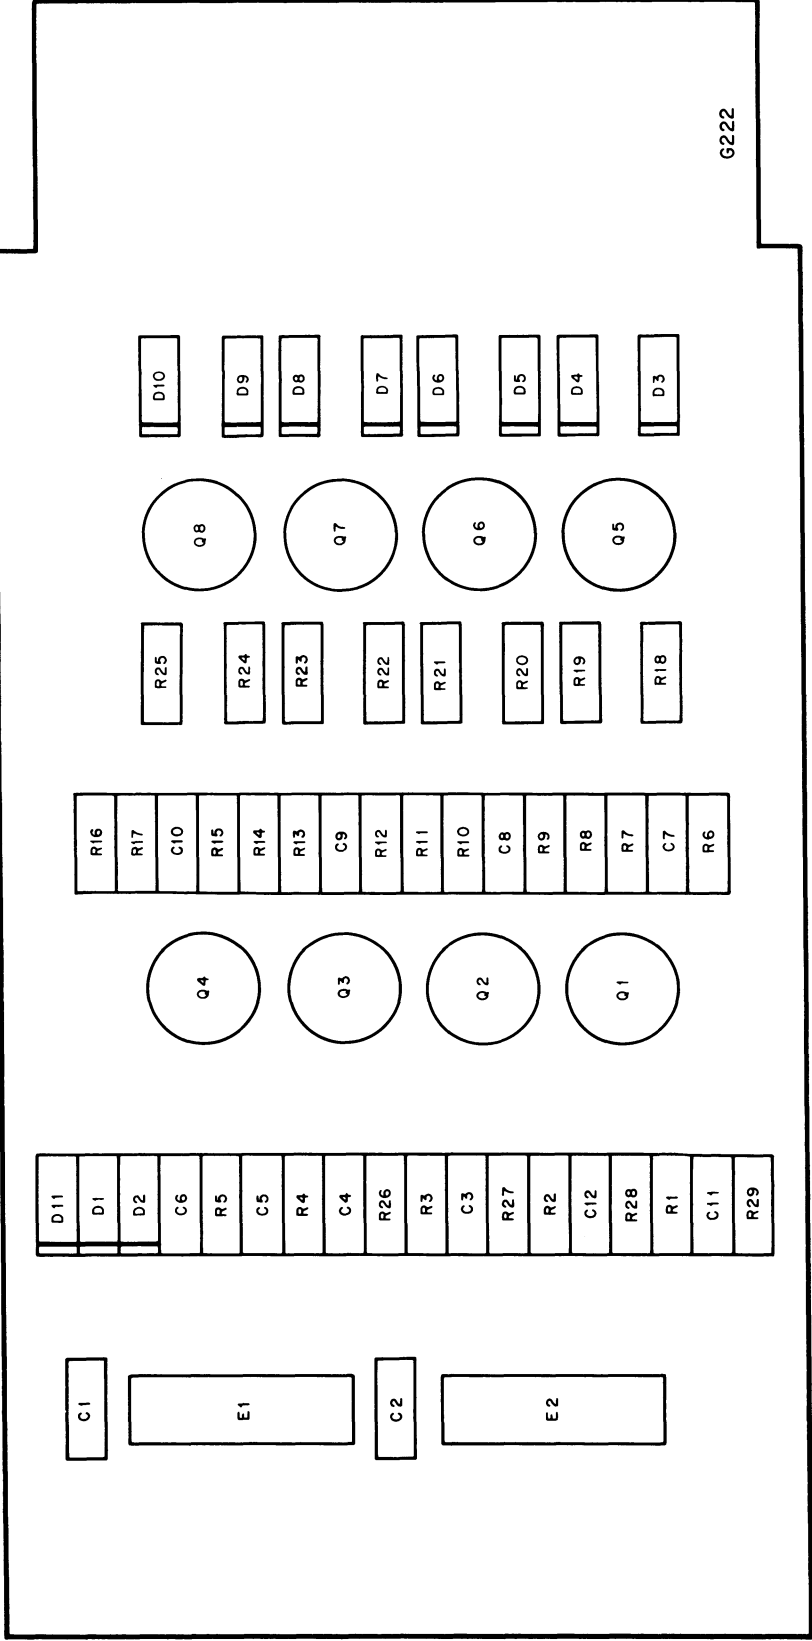 G222
D10 D9 D8 D7 D6 D5 D4 D3
Q8 Q7 Q6 Q5
R25 R24 R23 R22 R21 R20 R19 R18
R16 R17 C10 R15 R14 R13 C9 R12 R11 R10 C8 R9 R8 R7 C7 R6
Q4 Q3 Q2 Q1
D11 D1 D2 C6 R5 C5 R4 C4 R26 R3 C3 R27 R2 C12 R28 R1 C11 R29
C1 E1 C2 E2